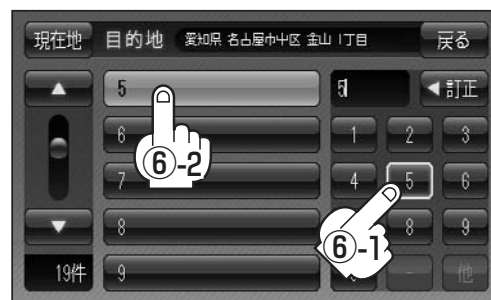 現在地 目的地 愛知県 名古屋市中区 金山 1丁目 戻る
▲ 5 5 ◀訂正
6 1 2 3
⑥-2
7 4 5 6
▼ 8 8 9
⑥-1
19件 9 - 他